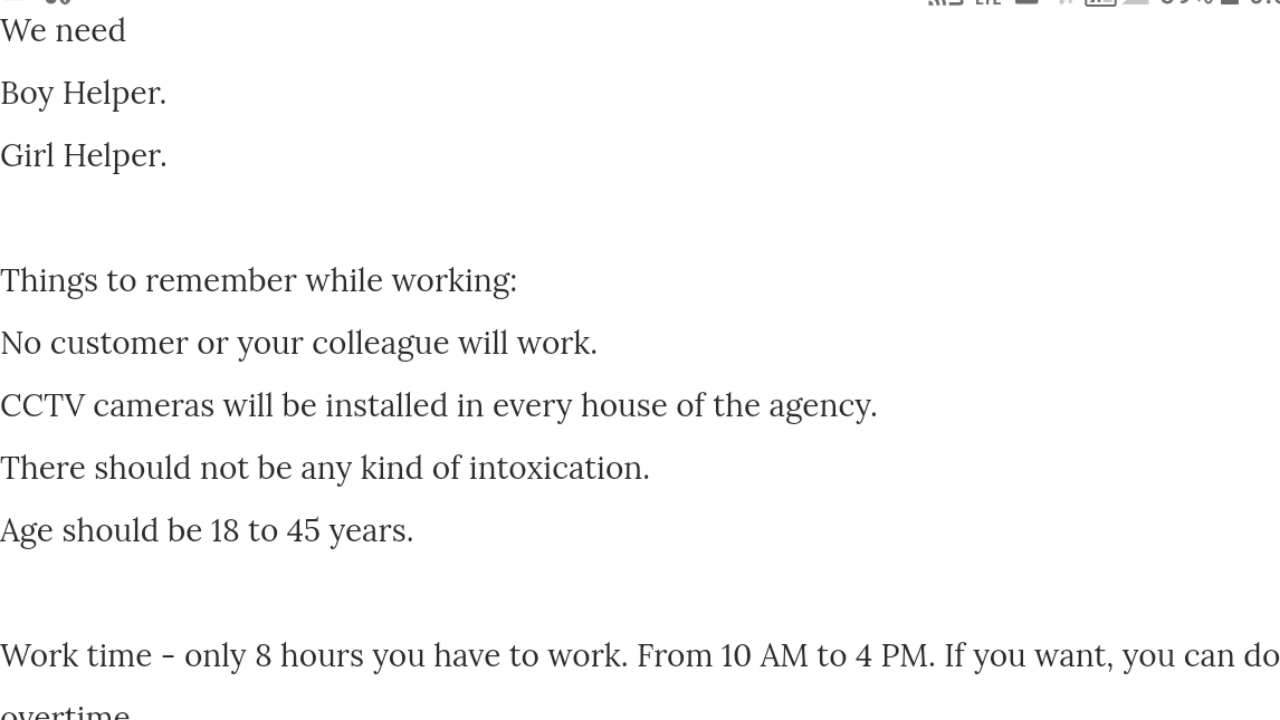 We need
Boy Helper.
Girl Helper.
Things to remember while working:
No customer or your colleague will work.
CCTV cameras will be installed in every house of the agency.
There should not be any kind of intoxication.
Age should be 18 to 45 years.
Work time - only 8 hours you have to work. From 10 AM to 4 PM. If you want, you can do
overtime